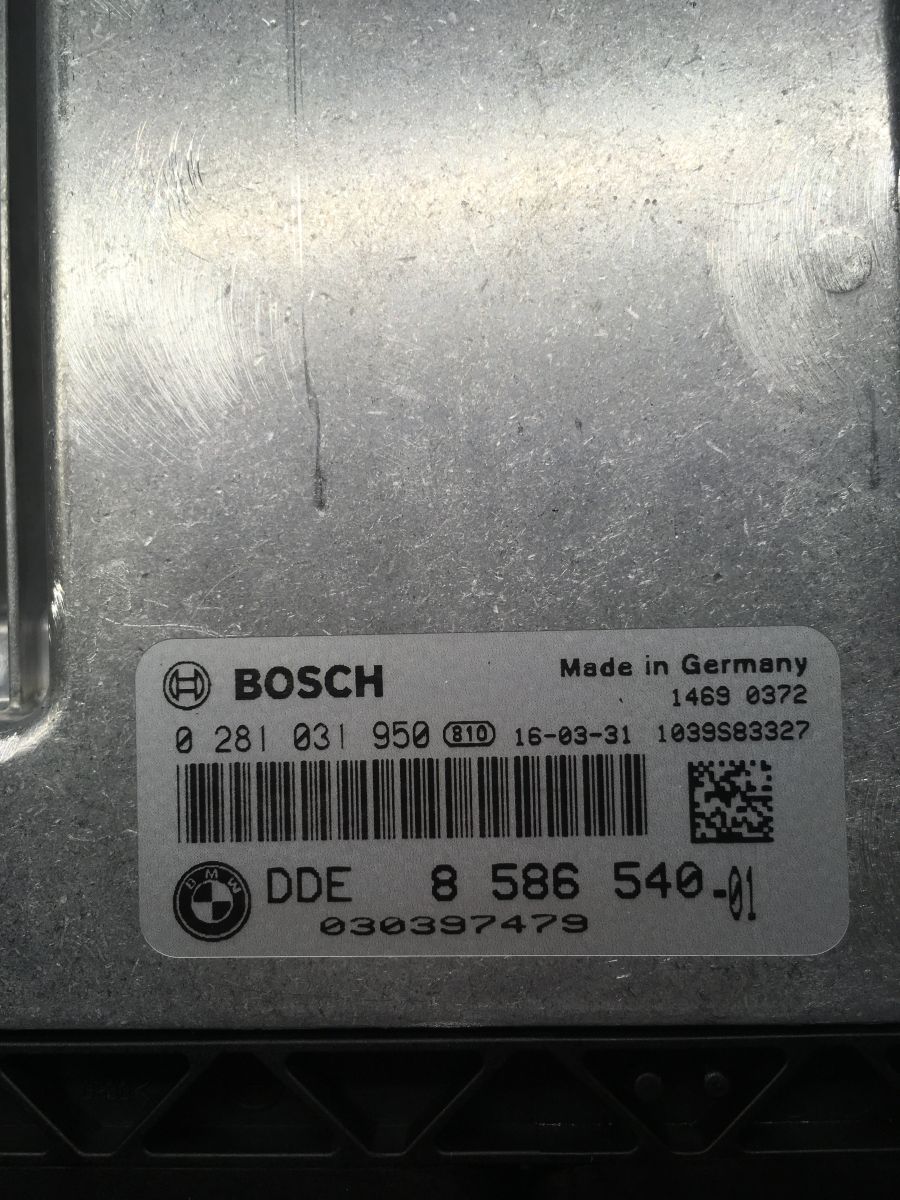 BOSCH Made in Germany
1469 0372
0 281 031 950 810 16-03-31 1039S83327
BMW DDE 8 586 540-01
030397479